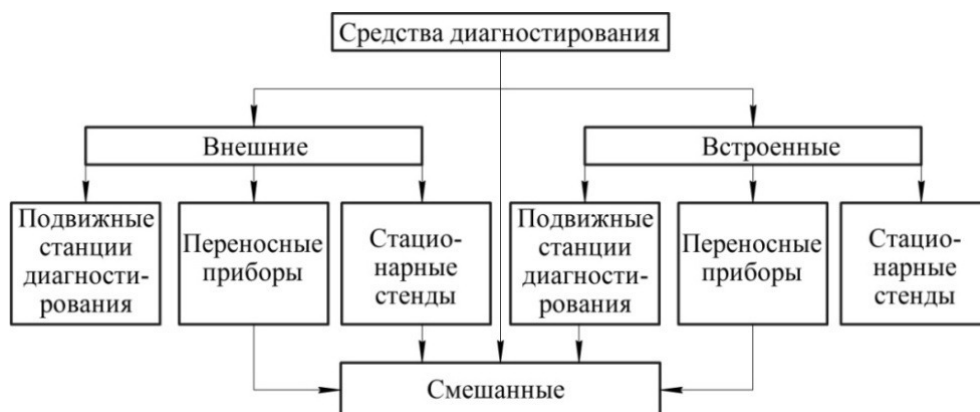 Средства диагностирования
Внешние
Встроенные
Подвижные
станции
диагности-
рования
Переносные
приборы
Стацио-
нарные
стенды
Подвижные
станции
диагности-
рования
Переносные
приборы
Стацио-
нарные
стенды
Смешанные